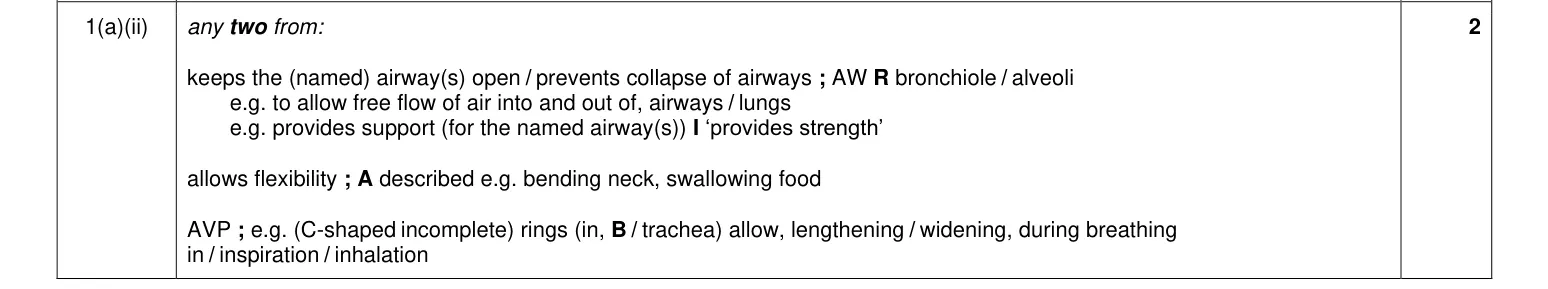 1(a)(ii)
any two from:
2
keeps the (named) airway(s) open / prevents collapse of airways ; AW R bronchiole / alveoli
e.g. to allow free flow of air into and out of, airways / lungs
e.g. provides support (for the named airway(s)) I ‘provides strength’
allows flexibility ; A described e.g. bending neck, swallowing food
AVP ; e.g. (C-shaped incomplete) rings (in, B / trachea) allow, lengthening / widening, during breathing
in / inspiration / inhalation